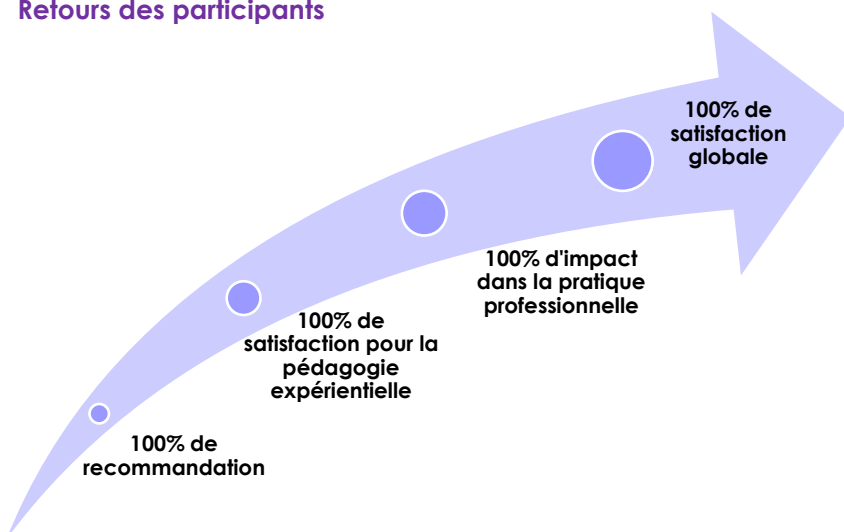 Retours des participants
100% de
satisfaction
globale
100% d'impact
dans la pratique
professionnelle
100% de
satisfaction pour la
pédagogie
expérientielle
100% de
recommandation